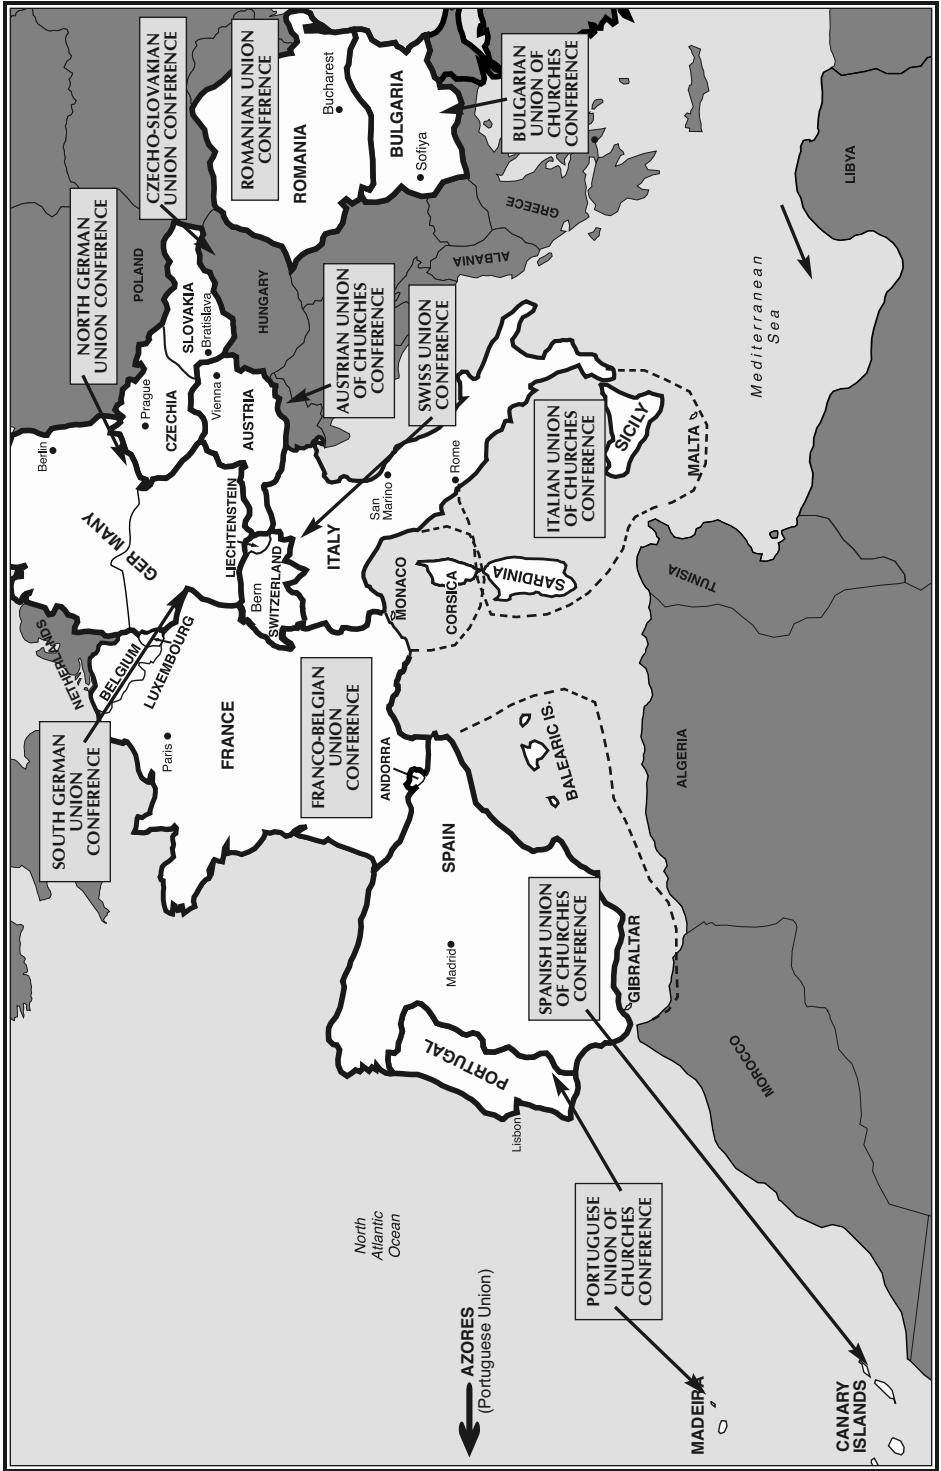 CZECHO-SLOVAKIAN
UNION CONFERENCE
ROMANIAN UNION
CONFERENCE
BULGARIAN
UNION OF
CHURCHES
CONFERENCE
NORTH GERMAN
UNION CONFERENCE
AUSTRIAN UNION
OF CHURCHES
CONFERENCE
SWISS UNION
CONFERENCE
ITALIAN UNION
OF CHURCHES
CONFERENCE
SOUTH GERMAN
UNION
CONFERENCE
FRANCO-BELGIAN
UNION
CONFERENCE
SPANISH UNION
OF CHURCHES
CONFERENCE
PORTUGUESE
UNION OF
CHURCHES
CONFERENCE
POLAND
SLOVAKIA
Bratislava
HUNGARY
ROMANIA
Bucharest
BULGARIA
Sofiya
GREECE
ALBANIA
LIBYA
Mediterranean
Sea
Berlin
GER MANY
Prague
CZECHIA
Vienna
AUSTRIA
LIECHTENSTEIN
Bern
SWITZERLAND
ITALY
San
Marino
Rome
SICILY
MALTA
MONACO
CORSICA
SARDINIA
TUNISIA
NETHERLANDS
BELGIUM
LUXEMBOURG
Paris
FRANCE
ANDORRA
SPAIN
Madrid
BALEARIC IS.
ALGERIA
GIBRALTAR
PORTUGAL
Lisbon
MOROCCO
North
Atlantic
Ocean
AZORES
(Portuguese Union)
MADEIRA
CANARY
ISLANDS